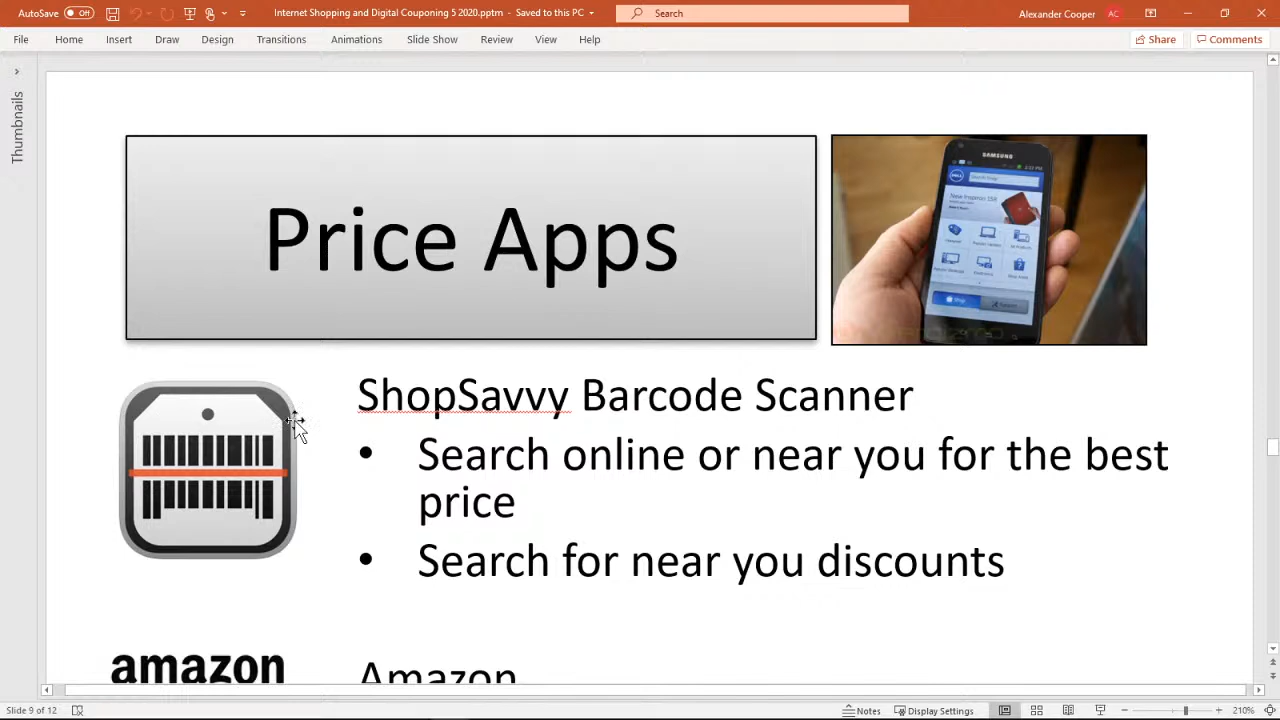 AutoSave Off Internet Shopping and Digital Couponing 5 2020.pptm - Saved to this PC Search Alexander Cooper AC
File Home Insert Draw Design Transitions Animations Slide Show Review View Help Share Comments
Thumbnails
Price Apps
SAMSUNG
DELL
Shop
ShopSavvy Barcode Scanner
• Search online or near you for the best
price
• Search for near you discounts
amazon
Amazon
Slide 9 of 12 Notes Display Settings 210%